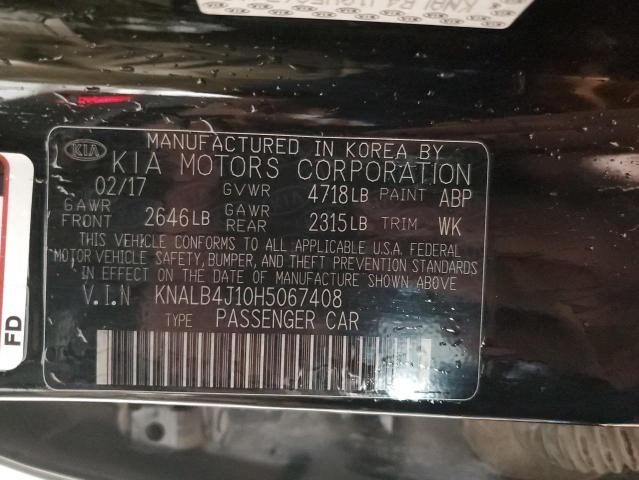 MANUFACTURED IN KOREA BY
KIA KIA MOTORS CORPORATION
02/17 GVWR 4718LB PAINT ABP
GAWR FRONT 2646LB GAWR REAR 2315LB TRIM WK
THIS VEHICLE CONFORMS TO ALL APPLICABLE U.S.A. FEDERAL
MOTOR VEHICLE SAFETY, BUMPER, AND THEFT PREVENTION STANDARDS
IN EFFECT ON THE DATE OF MANUFACTURE SHOWN ABOVE
V.I.N KNALB4J10H5067408
TYPE PASSENGER CAR
FD